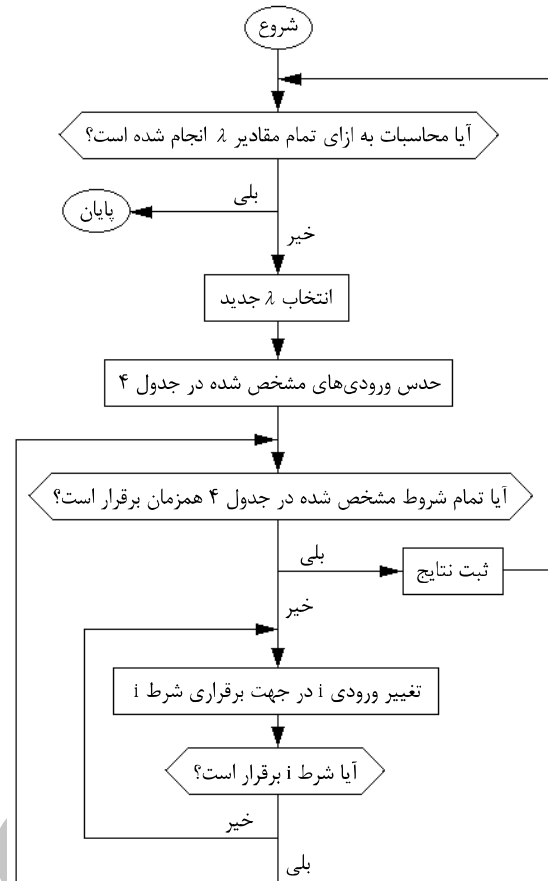 شروع
آیا محاسبات به ازای تمام مقادیر λ انجام شده است؟
بلی
پایان
خیر
انتخاب λ جدید
حدس ورودی‌های مشخص شده در جدول ۴
آیا تمام شروط مشخص شده در جدول ۴ همزمان برقرار است؟
بلی
ثبت نتایج
خیر
تغییر ورودی i در جهت برقراری شرط i
آیا شرط i برقرار است؟
خیر
بلی